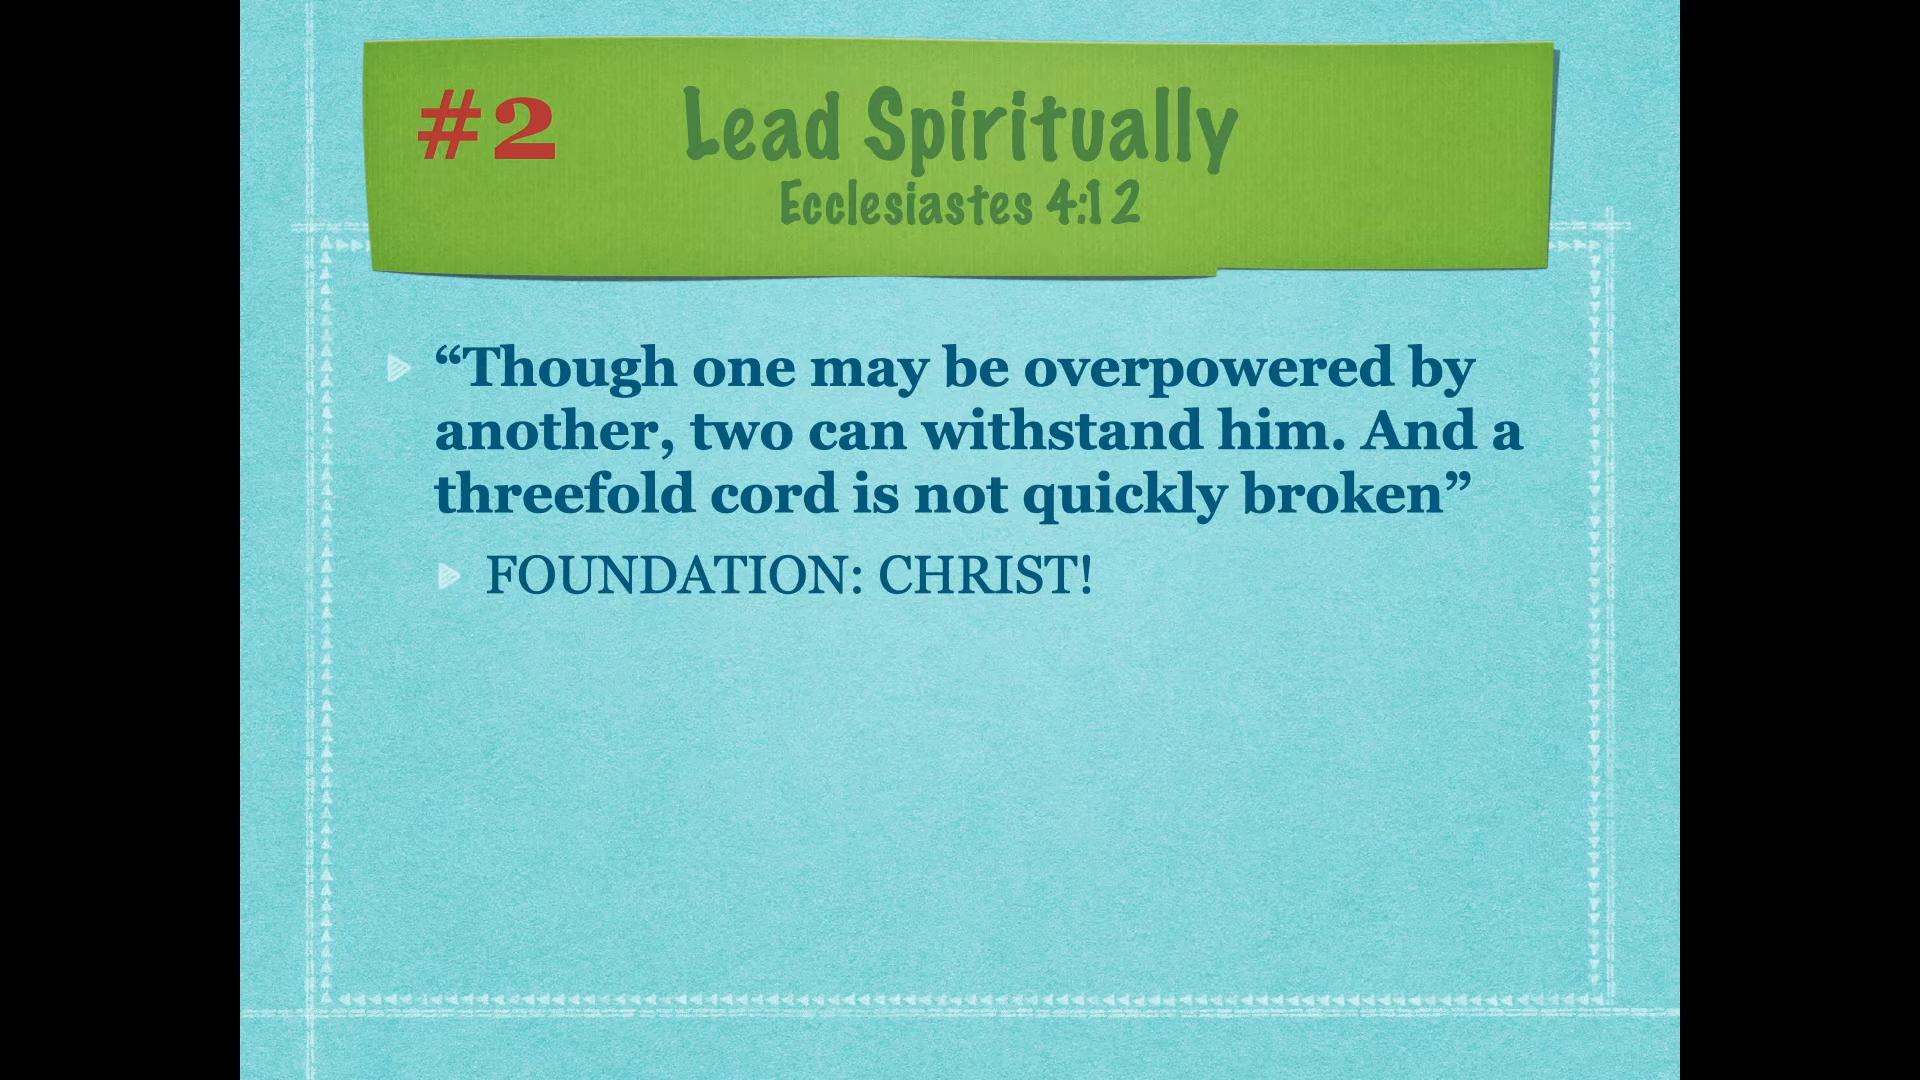 #2 Lead Spiritually
Ecclesiastes 4:12
“Though one may be overpowered by
another, two can withstand him. And a
threefold cord is not quickly broken”
FOUNDATION: CHRIST!